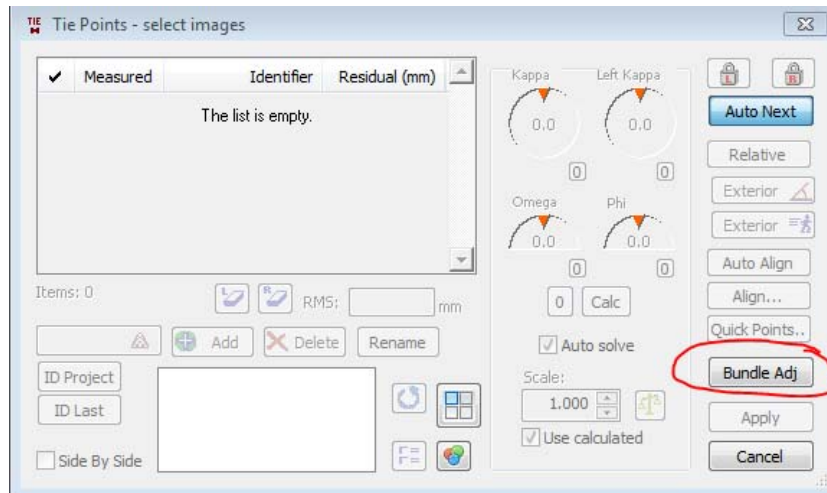 TIE Tie Points - select images
✓ Measured Identifier Residual (mm)
The list is empty.
Items: 0
L R RMS: mm
Add Delete Rename
ID Project
ID Last
Side By Side
Kappa Left Kappa
0.0 0.0
0 0
Omega Phi
0.0 0.0
0 0
0 Calc
Auto solve
Scale:
1.000
Use calculated
L B
Auto Next
Relative
Exterior
Exterior
Auto Align
Align...
Quick Points..
Bundle Adj
Apply
Cancel